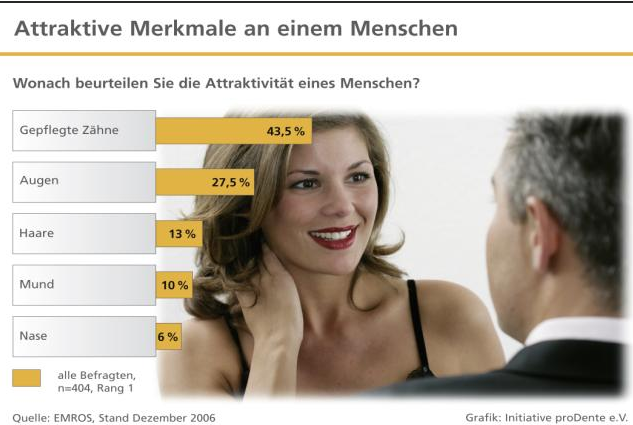 Attraktive Merkmale an einem Menschen
Wonach beurteilen Sie die Attraktivität eines Menschen?
Gepflegte Zähne 43,5 %
Augen 27,5 %
Haare 13 %
Mund 10 %
Nase 6 %
alle Befragten,
n=404, Rang 1
Quelle: EMROS, Stand Dezember 2006 Grafik: Initiative proDente e.V.